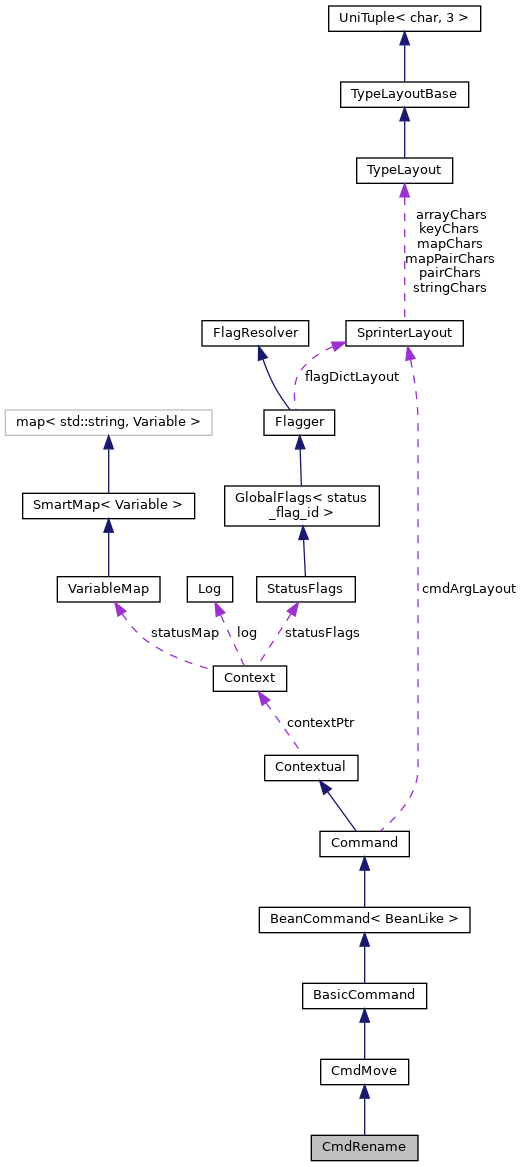 UniTuple< char, 3 >
TypeLayoutBase
TypeLayout
arrayChars
keyChars
mapChars
mapPairChars
pairChars
stringChars
FlagResolver
SprinterLayout
flagDictLayout
map< std::string, Variable >
Flagger
SmartMap< Variable >
GlobalFlags< status
_flag_id >
VariableMap
Log
StatusFlags
cmdArgLayout
statusMap
log
statusFlags
Context
contextPtr
Contextual
Command
BeanCommand< BeanLike >
BasicCommand
CmdMove
CmdRename